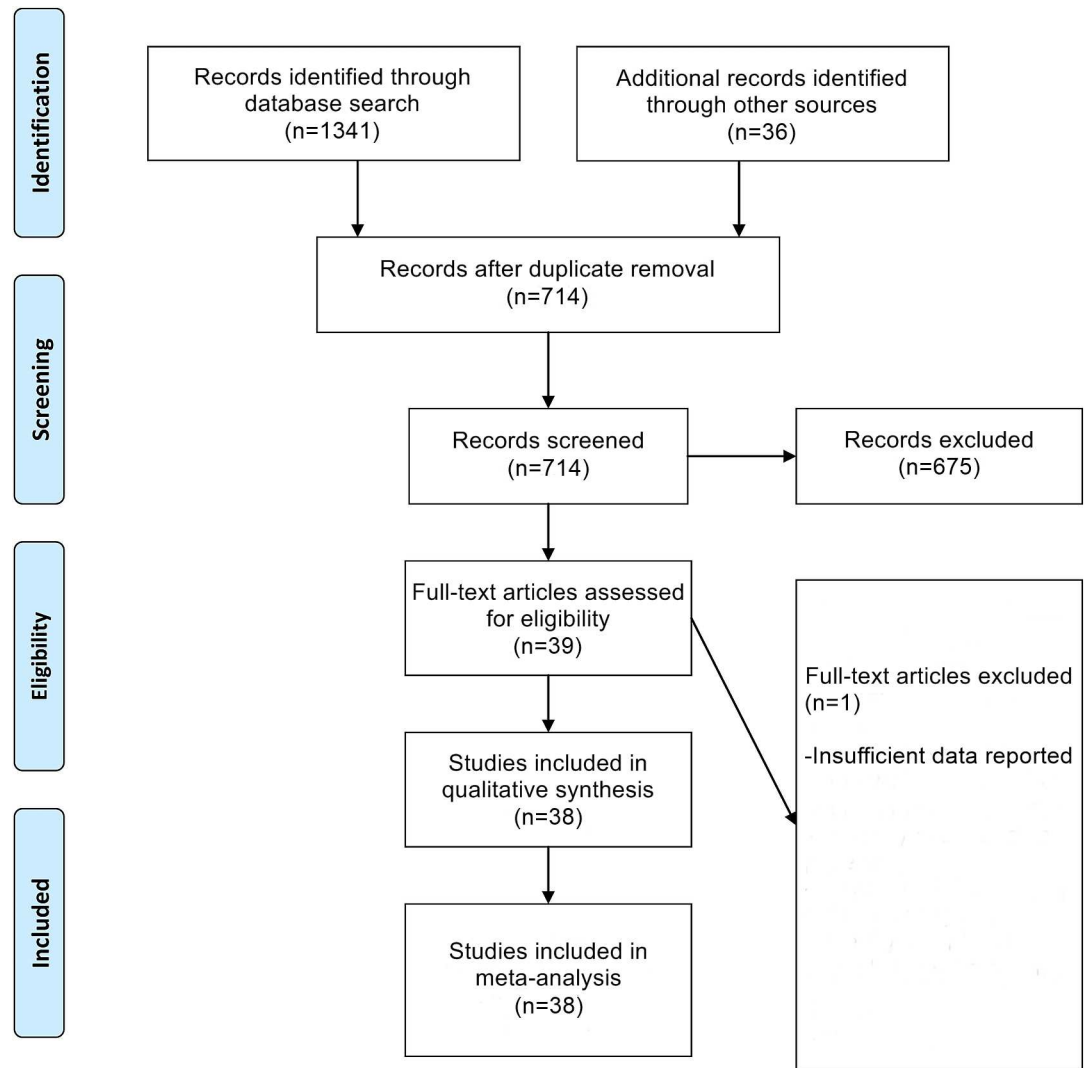 Identification
Records identified through
database search
(n=1341)
Additional records identified
through other sources
(n=36)
Records after duplicate removal
(n=714)
Screening
Records screened
(n=714)
Records excluded
(n=675)
Eligibility
Full-text articles assessed
for eligibility
(n=39)
Full-text articles excluded
(n=1)
-Insufficient data reported
Studies included in
qualitative synthesis
(n=38)
Included
Studies included in
meta-analysis
(n=38)